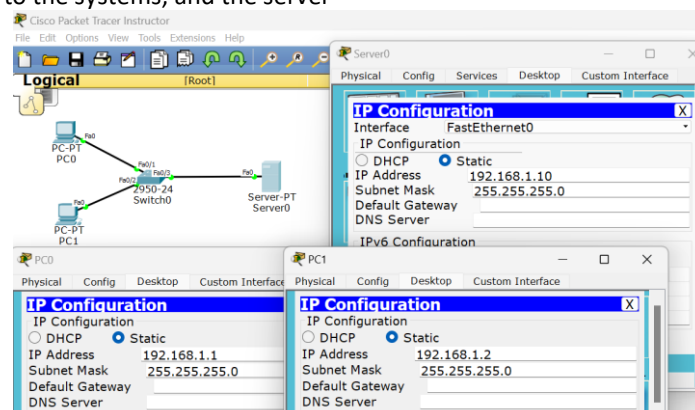 to the systems, and the server
Cisco Packet Tracer Instructor
File Edit Options View Tools Extensions Help
Logical [Root]
Fa0
PC-PT
PC0
Fa0/1
Fa0/2 Fa0/3
2950-24
Switch0
Fa0
Server-PT
Server0
Fa0
PC-PT
PC1
Server0
Physical Config Services Desktop Custom Interface
IP Configuration X
Interface FastEthernet0
IP Configuration
DHCP Static
IP Address 192.168.1.10
Subnet Mask 255.255.255.0
Default Gateway
DNS Server
IPv6 Configuration
PC0
Physical Config Desktop Custom Interface
IP Configuration
IP Configuration
DHCP Static
IP Address 192.168.1.1
Subnet Mask 255.255.255.0
Default Gateway
DNS Server
PC1
Physical Config Desktop Custom Interface
IP Configuration X
IP Configuration
DHCP Static
IP Address 192.168.1.2
Subnet Mask 255.255.255.0
Default Gateway
DNS Server